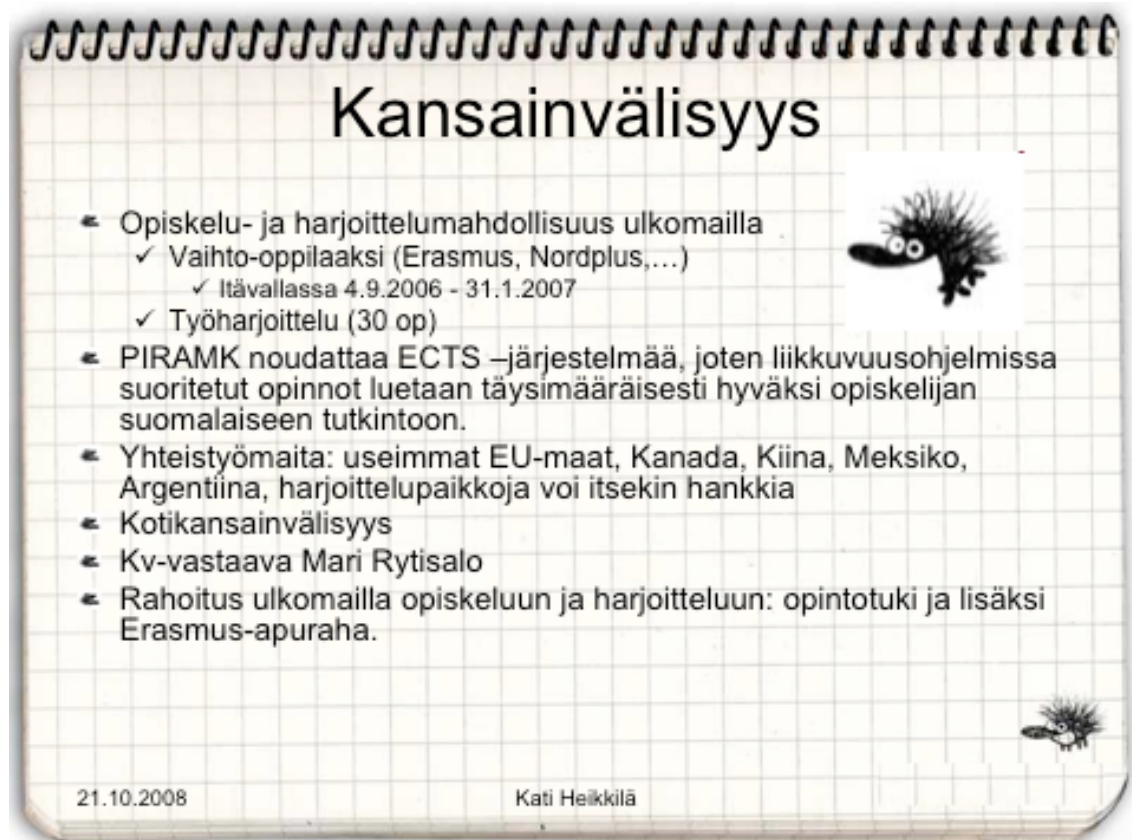 Kansainvälisyys
Opiskelu- ja harjoittelumahdollisuus ulkomailla
Vaihto-oppilaaksi (Erasmus, Nordplus,...)
Itävallassa 4.9.2006 - 31.1.2007
Työharjoittelu (30 op)
PIRAMK noudattaa ECTS –järjestelmää, joten liikkuvuusohjelmissa
suoritetut opinnot luetaan täysimääräisesti hyväksi opiskelijan
suomalaiseen tutkintoon.
Yhteistyömaita: useimmat EU-maat, Kanada, Kiina, Meksiko,
Argentiina, harjoittelupaikkoja voi itsekin hankkia
Kotikansainvälisyys
Kv-vastaava Mari Rytisalo
Rahoitus ulkomailla opiskeluun ja harjoitteluun: opintotuki ja lisäksi
Erasmus-apuraha.
21.10.2008
Kati Heikkilä